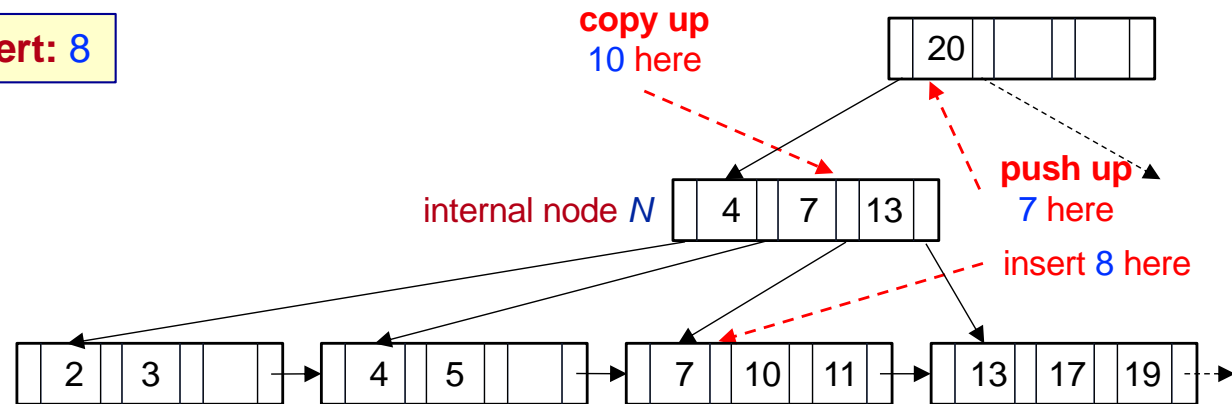 ert: 8
copy up
10 here
20
push up
7 here
internal node N
4 7 13
insert 8 here
2 3
4 5
7 10 11
13 17 19